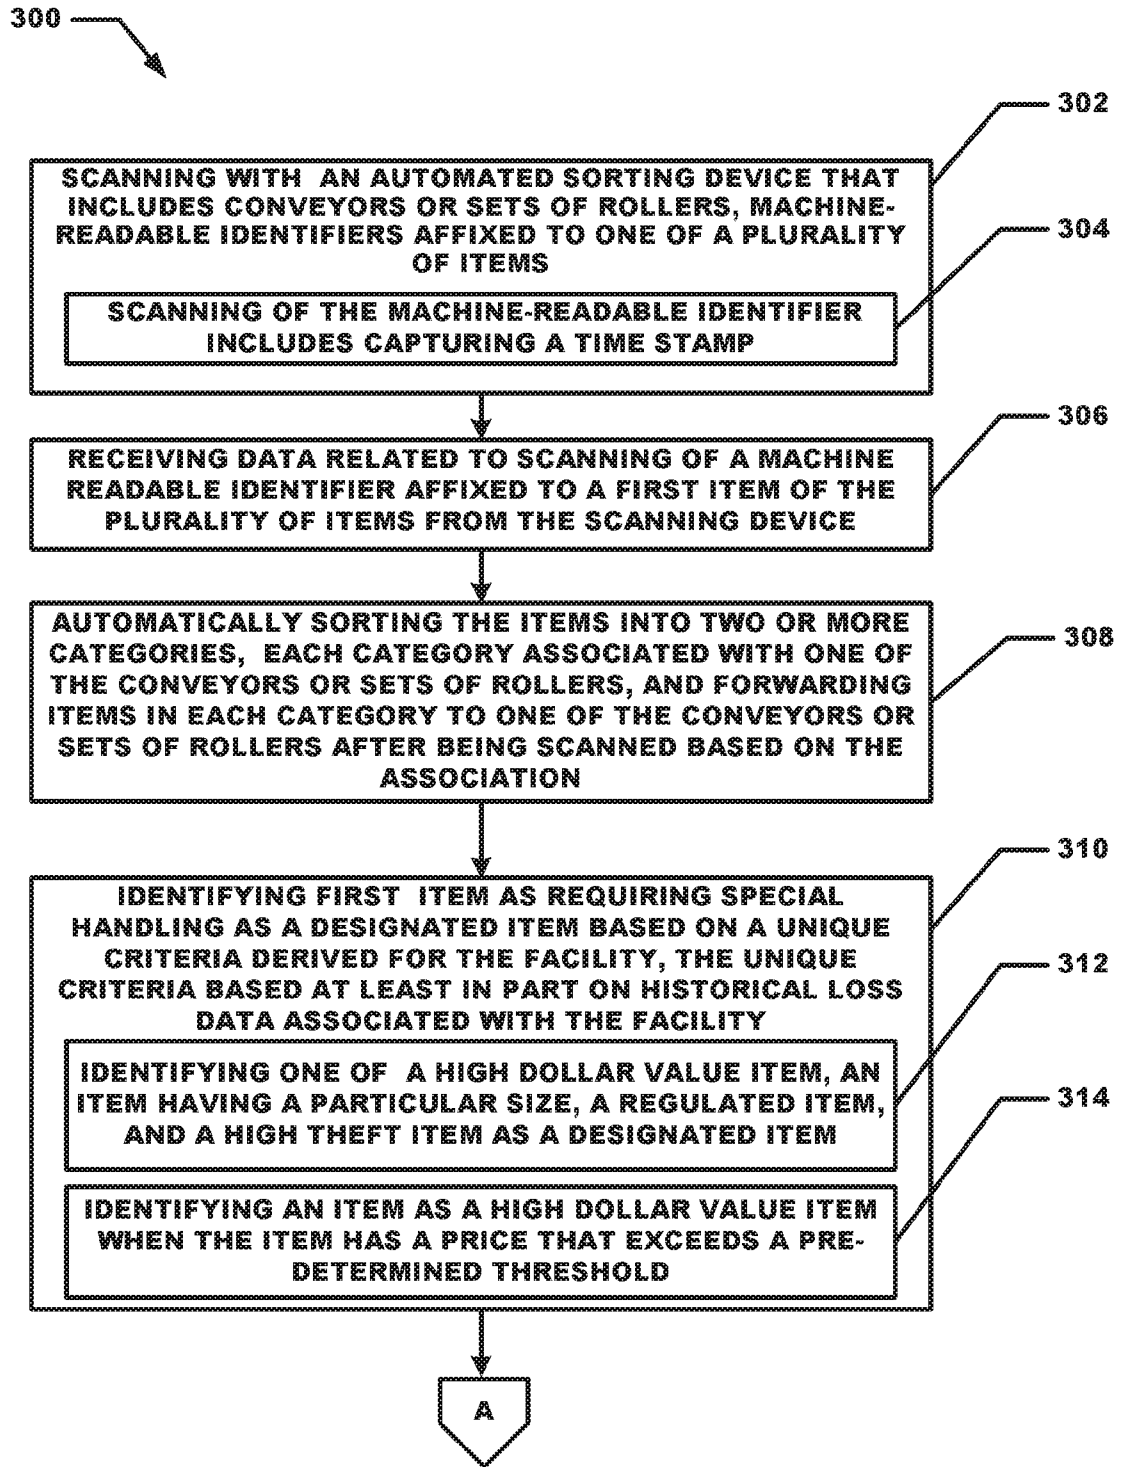 300
302
SCANNING WITH AN AUTOMATED SORTING DEVICE THAT
INCLUDES CONVEYORS OR SETS OF ROLLERS, MACHINE-
READABLE IDENTIFIERS AFFIXED TO ONE OF A PLURALITY
OF ITEMS
304
SCANNING OF THE MACHINE-READABLE IDENTIFIER
INCLUDES CAPTURING A TIME STAMP
306
RECEIVING DATA RELATED TO SCANNING OF A MACHINE
READABLE IDENTIFIER AFFIXED TO A FIRST ITEM OF THE
PLURALITY OF ITEMS FROM THE SCANNING DEVICE
308
AUTOMATICALLY SORTING THE ITEMS INTO TWO OR MORE
CATEGORIES, EACH CATEGORY ASSOCIATED WITH ONE OF
THE CONVEYORS OR SETS OF ROLLERS, AND FORWARDING
ITEMS IN EACH CATEGORY TO ONE OF THE CONVEYORS OR
SETS OF ROLLERS AFTER BEING SCANNED BASED ON THE
ASSOCIATION
310
IDENTIFYING FIRST ITEM AS REQUIRING SPECIAL
HANDLING AS A DESIGNATED ITEM BASED ON A UNIQUE
CRITERIA DERIVED FOR THE FACILITY, THE UNIQUE
CRITERIA BASED AT LEAST IN PART ON HISTORICAL LOSS
DATA ASSOCIATED WITH THE FACILITY
312
IDENTIFYING ONE OF A HIGH DOLLAR VALUE ITEM, AN
ITEM HAVING A PARTICULAR SIZE, A REGULATED ITEM,
AND A HIGH THEFT ITEM AS A DESIGNATED ITEM
314
IDENTIFYING AN ITEM AS A HIGH DOLLAR VALUE ITEM
WHEN THE ITEM HAS A PRICE THAT EXCEEDS A PRE-
DETERMINED THRESHOLD
A